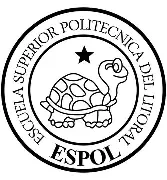 ESCUELA SUPERIOR POLITECNICA DEL LITORAL
ESPOL